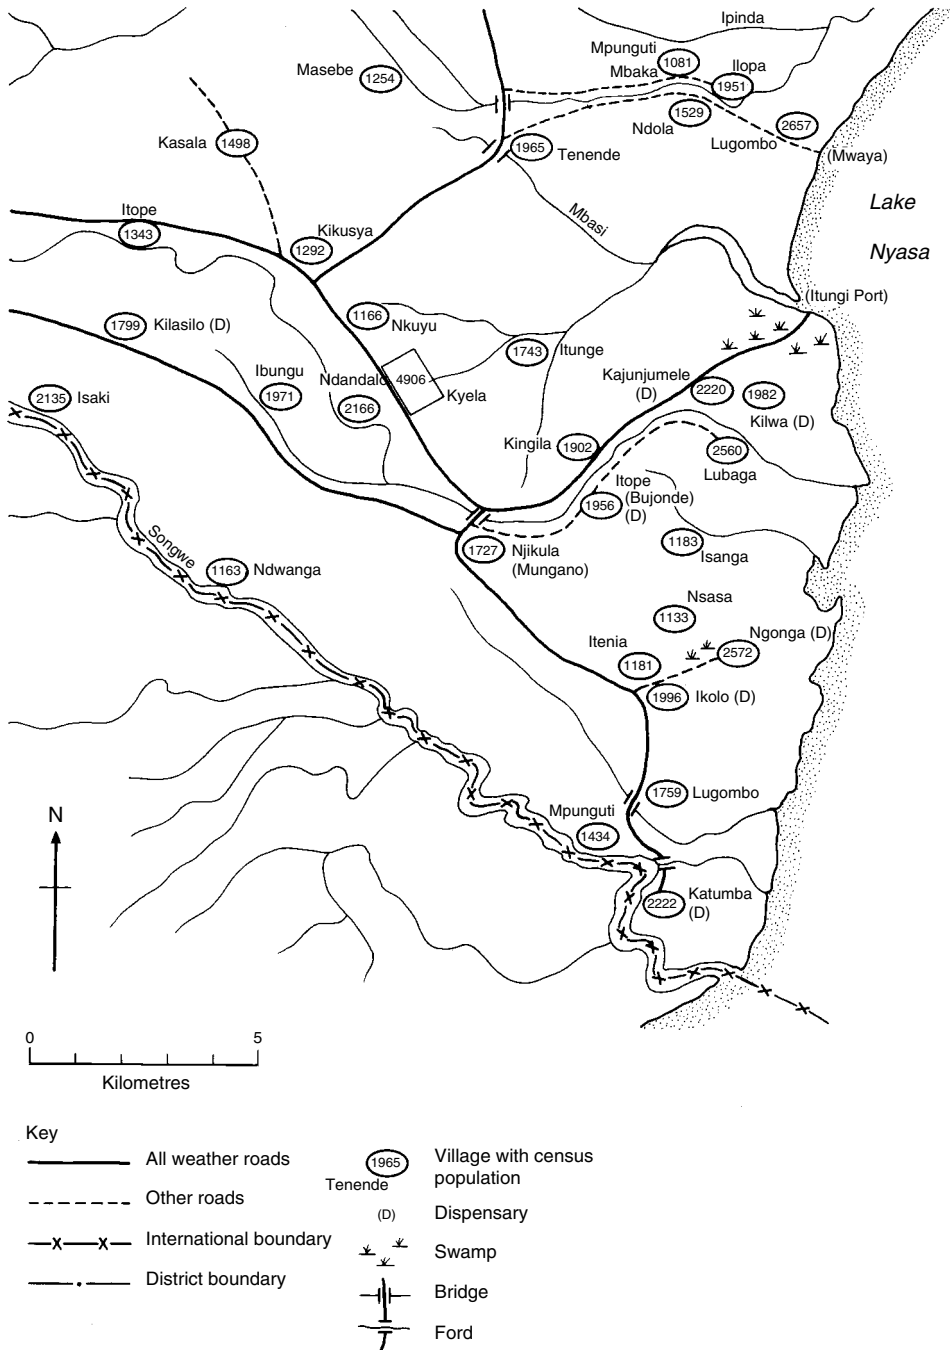 Ipinda
Mpunguti
1081
Masebe
1254
Mbaka
Ilopa
1951
1529
Ndola
2657
Lugombo
(Mwaya)
Kasala
1498
1965
Tenende
Lake
Nyasa
Mbasi
Itope
1343
Kikusya
1292
(Itungi Port)
1166
Nkuyu
1799
Kilasilo (D)
1743
Itunge
Ibungu
1971
Ndandalo
2166
4906
Kyela
Kajunjumele
(D)
2220
1982
Kilwa (D)
2135
Isaki
Kingila
1902
2560
Lubaga
Itope
(Bujonde)
(D)
1956
Songwe
1727
Njikula
(Mungano)
1183
Isanga
1163
Ndwanga
Nsasa
1133
Ngonga (D)
2572
Itenia
1181
1996
Ikolo (D)
1759
Lugombo
Mpunguti
1434
N
2222
Katumba
(D)
0
5
Kilometres
Key
All weather roads
Other roads
International boundary
District boundary
1965
Tenende
Village with census
population
(D)
Dispensary
Swamp
Bridge
Ford